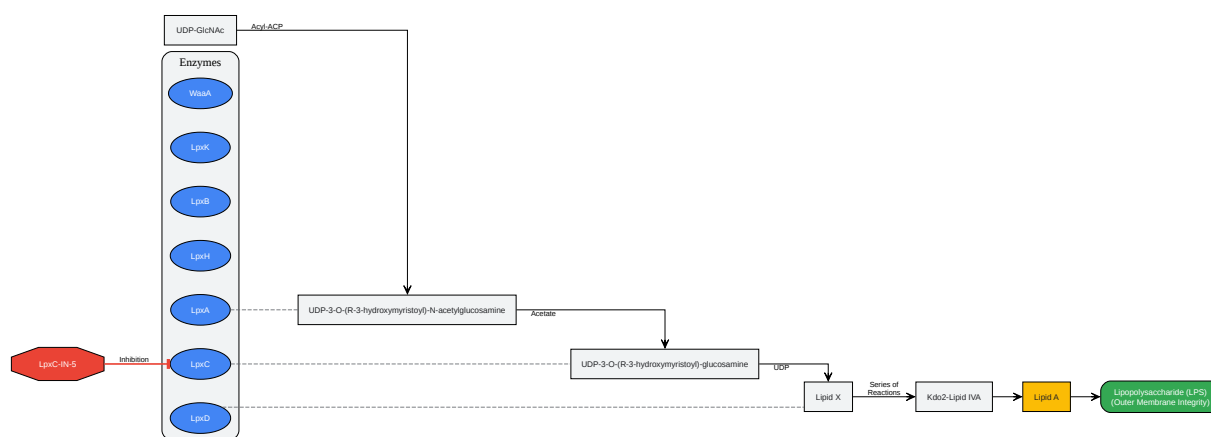 UDP-GlcNAc
Acyl-ACP
Enzymes
WaaA
LpxK
LpxB
LpxH
LpxA
UDP-3-O-(R-3-hydroxymyristoyl)-N-acetylglucosamine
Acetate
LpxC-IN-5
Inhibition
LpxC
UDP-3-O-(R-3-hydroxymyristoyl)-glucosamine
UDP
LpxD
Lipid X
Series of
Reactions
Kdo2-Lipid IVA
Lipid A
Lipopolysaccharide (LPS)
(Outer Membrane Integrity)